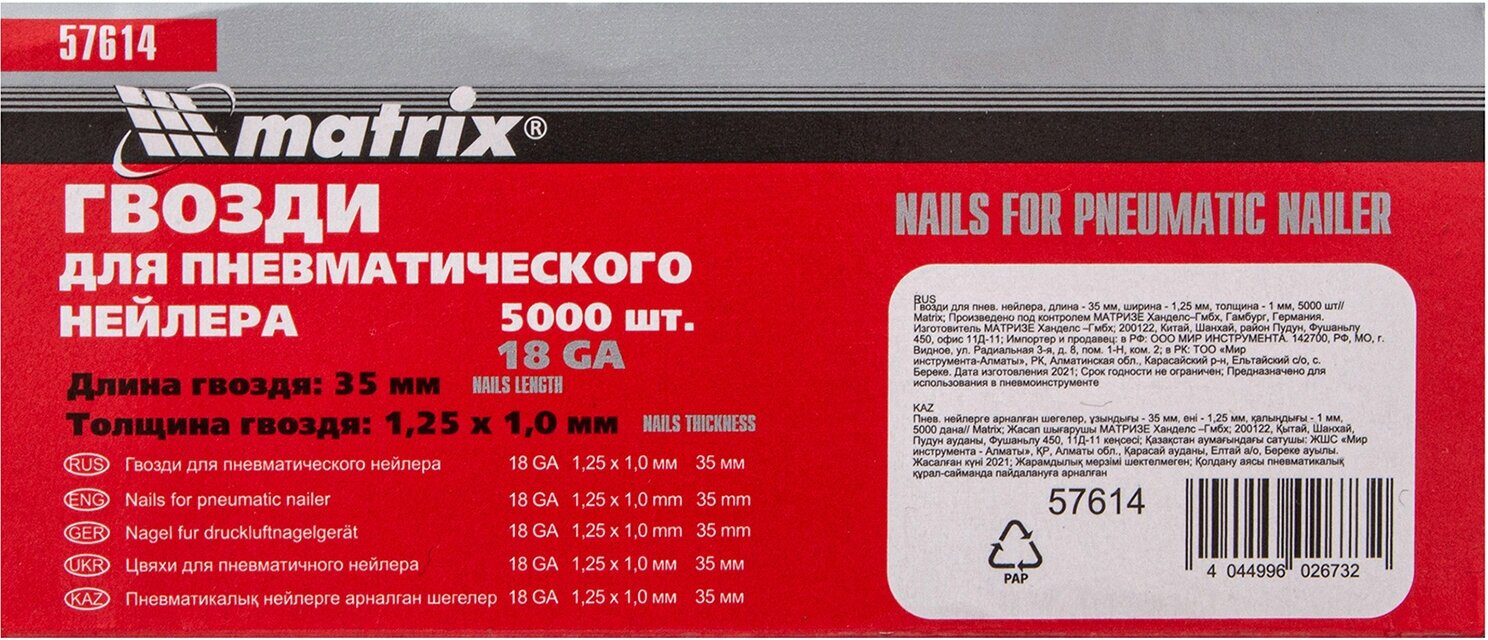 57614
matrix®
ГВОЗДИ
ДЛЯ ПНЕВМАТИЧЕСКОГО
НЕЙЛЕРА
5000 шт.
18 GA
Длина гвоздя: 35 мм NAILS LENGTH
Толщина гвоздя: 1,25 x 1,0 мм NAILS THICKNESS
RUS Гвозди для пневматического нейлера 18 GA 1,25 x 1,0 мм 35 мм
ENG Nails for pneumatic nailer 18 GA 1,25 x 1,0 mm 35 mm
GER Nagel fur druckluftnagelgerät 18 GA 1,25 x 1,0 mm 35 mm
UKR Цвяхи для пневматичного нейлера 18 GA 1,25 x 1,0 мм 35 мм
KAZ Пневматикалық нейлерге арналған шегелер 18 GA 1,25 x 1,0 мм 35 мм
NAILS FOR PNEUMATIC NAILER
RUS
Гвозди для пнев. нейлера, длина - 35 мм, ширина - 1,25 мм, толщина - 1 мм, 5000 шт//
Matrix; Произведено под контролем МАТРИЗЕ Ханделс–Гмбх, Гамбург, Германия.
Изготовитель МАТРИЗЕ Ханделс –Гмбх; 200122, Китай, Шанхай, район Пудун, Фушаньлу
450, офис 11Д-11; Импортер и продавец: в РФ: ООО МИР ИНСТРУМЕНТА. 142700, РФ, МО, г.
Видное, ул. Радиальная 3-я, д. 8, пом. 1-Н, ком. 2; в РК: ТОО «Мир
инструмента-Алматы», РК, Алматинская обл., Карасайский р-н, Ельтайский с/о, с.
Береке. Дата изготовления 2021; Срок годности не ограничен; Предназначено для
использования в пневмоинструменте
KAZ
Пнев. нейлерге арналған шегелер, ұзындығы - 35 мм, ені - 1,25 мм, қалыңдығы - 1 мм,
5000 дана// Matrix; Жасап шығарушы МАТРИЗЕ Ханделс –Гмбх; 200122, Қытай, Шанхай,
Пудун ауданы, Фушаньлу 450, 11Д-11 кеңсесі; Қазақстан аумағындағы сатушы: ЖШС «Мир
инструмента - Алматы», ҚР, Алматы обл., Қарасай ауданы, Елтай а/о, Береке ауылы.
Жасалған күні 2021; Жарамдылық мерзімі шектелмеген; Қолдану аясы пневматикалық
құрал-сайманда пайдалануға арналған
57614
PAP
4 044996 026732